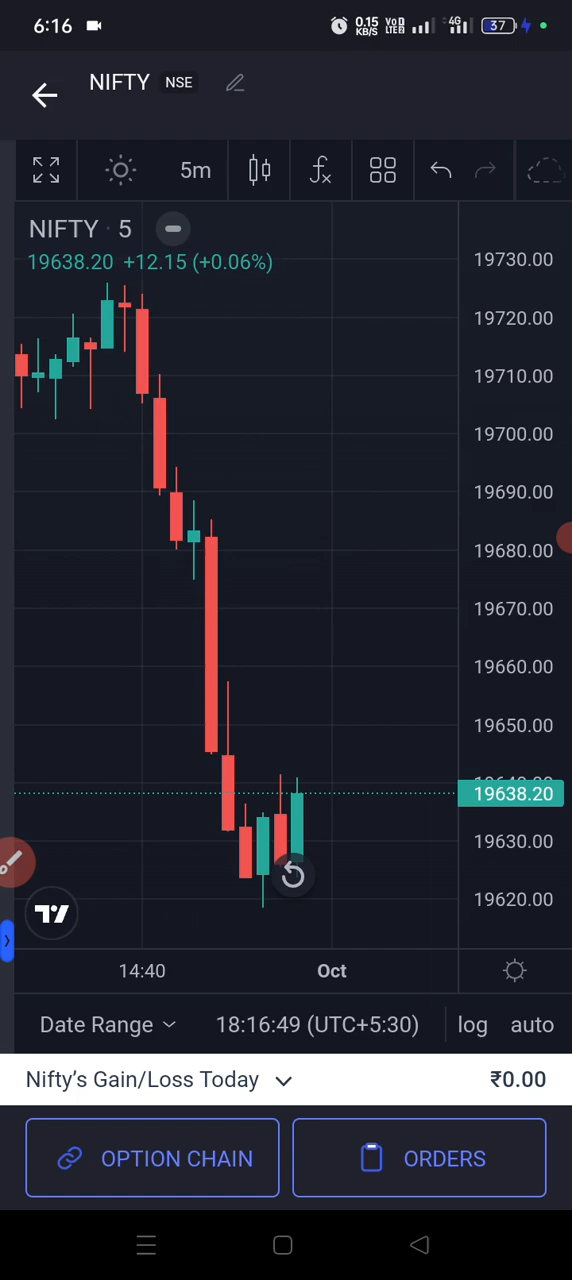 6:16
0.15 KB/S
Vo LTE2
4G
37
NIFTY NSE
5m
fx
NIFTY · 5
19638.20 +12.15 (+0.06%)
19730.00
19720.00
19710.00
19700.00
19690.00
19680.00
19670.00
19660.00
19650.00
19638.20
19630.00
19620.00
14:40
Oct
Date Range
18:16:49 (UTC+5:30)
log
auto
Nifty’s Gain/Loss Today
₹0.00
OPTION CHAIN
ORDERS